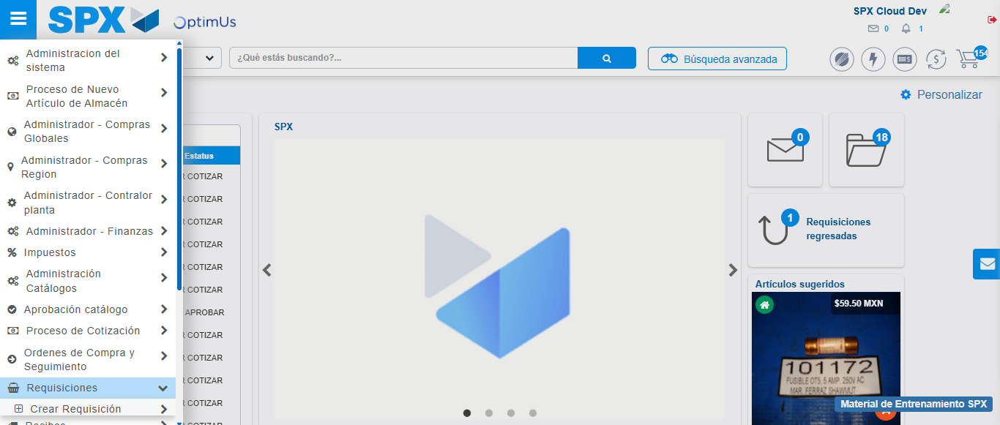 SPX
OptimUs
SPX Cloud Dev
0
1
¿Qué estás buscando?...
Búsqueda avanzada
154
Personalizar
Administracion del
sistema
Proceso de Nuevo
Artículo de Almacén
Administrador - Compras
Globales
Administrador - Compras
Region
Administrador - Contralor
planta
Administrador - Finanzas
Impuestos
Administración
Catálogos
Aprobación catálogo
Proceso de Cotización
Ordenes de Compra y
Seguimiento
Requisiciones
Crear Requisición
Recibos
Estatus
COTIZAR
COTIZAR
COTIZAR
COTIZAR
COTIZAR
COTIZAR
APROBAR
COTIZAR
COTIZAR
COTIZAR
COTIZAR
COTIZAR
SPX
0
18
1
Requisiciones
regresadas
Artículos sugeridos
$59.50 MXN
101172
FUSIBLE OT5, 5 AMP. 250V AC
MAR. FERRAZ SHAWMUT
Material de Entrenamiento SPX